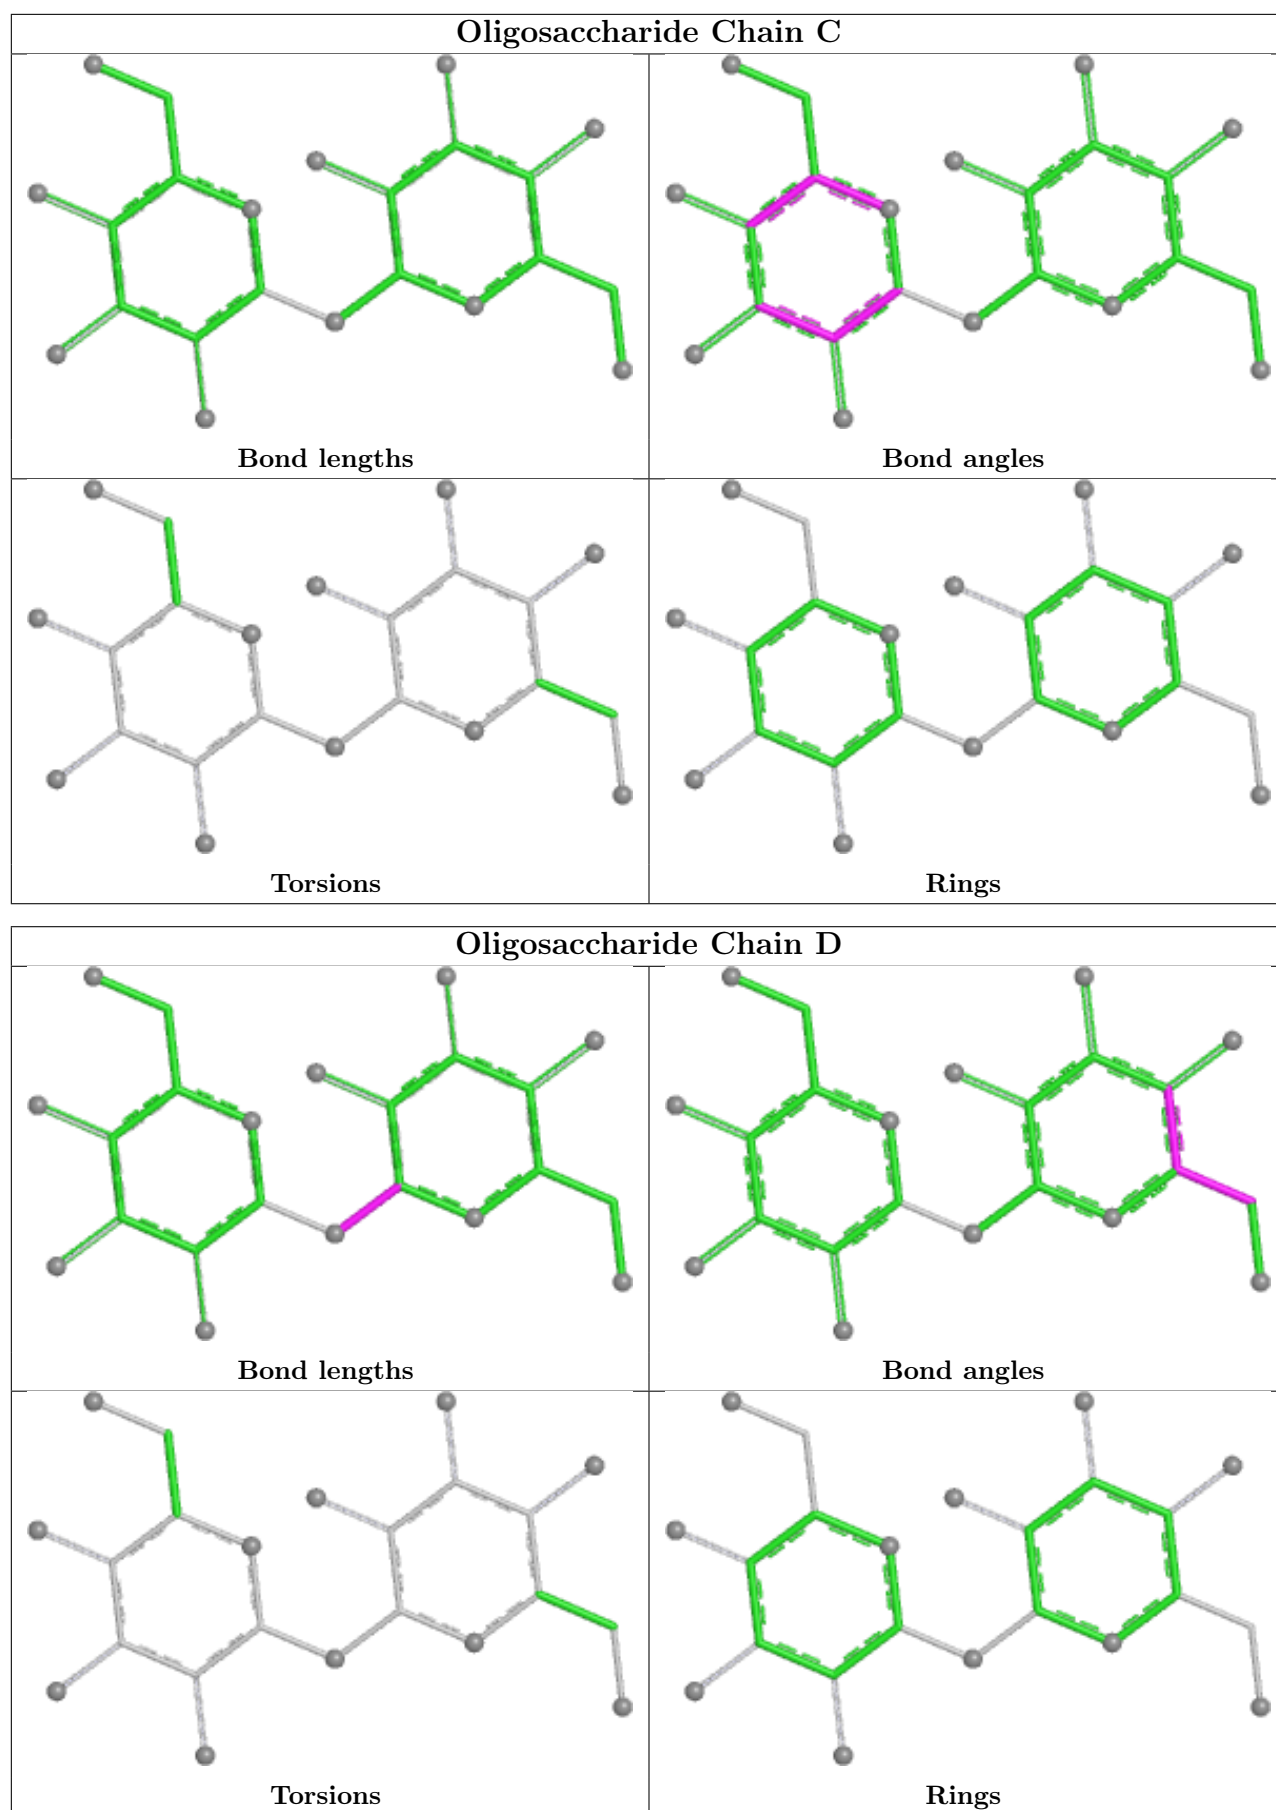 Oligosaccharide Chain C
Bond lengths
Bond angles
Torsions
Rings
Oligosaccharide Chain D
Bond lengths
Bond angles
Torsions
Rings